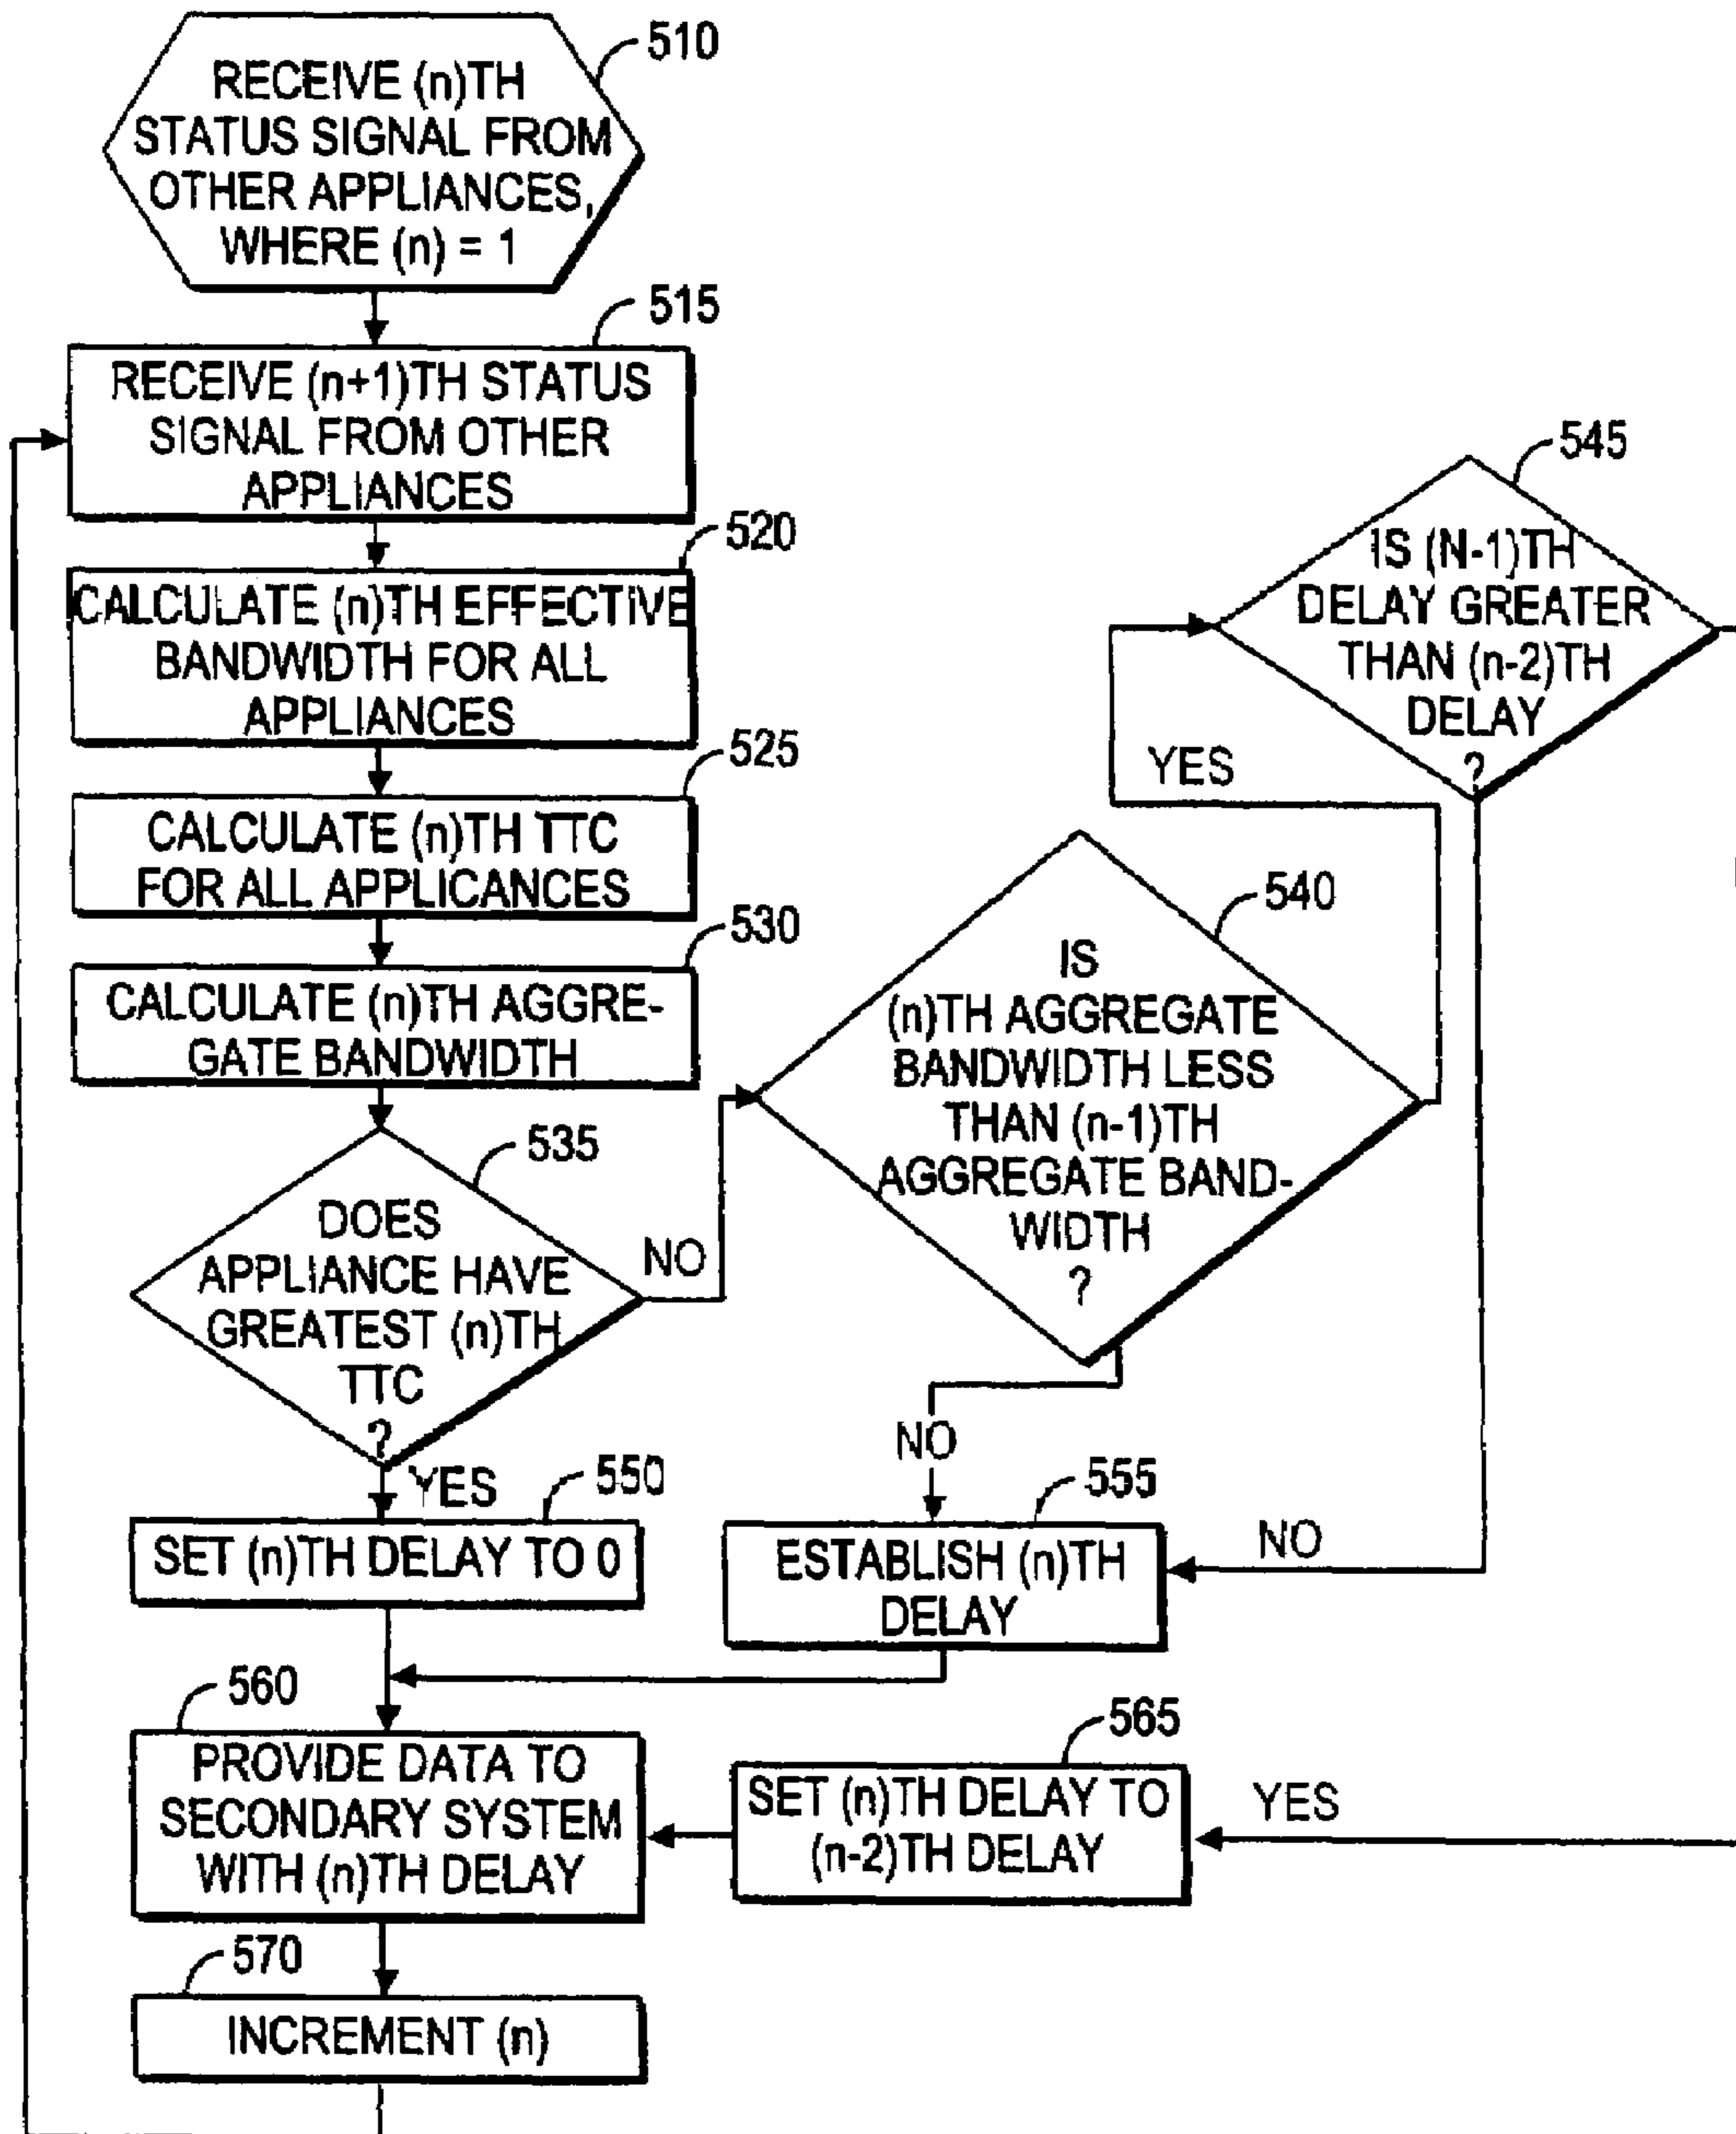 510
RECEIVE (n)TH
STATUS SIGNAL FROM
OTHER APPLIANCES,
WHERE (n) = 1
515
RECEIVE (n+1)TH STATUS
SIGNAL FROM OTHER
APPLIANCES
520
CALCULATE (n)TH EFFECTIVE
BANDWIDTH FOR ALL
APPLIANCES
525
CALCULATE (n)TH TTC
FOR ALL APPLICANCES
530
CALCULATE (n)TH AGGRE-
GATE BANDWIDTH
535
DOES
APPLIANCE HAVE
GREATEST (n)TH
TTC
?
NO
YES
540
IS
(n)TH AGGREGATE
BANDWIDTH LESS
THAN (n-1)TH
AGGREGATE BAND-
WIDTH
?
YES
NO
545
IS (N-1)TH
DELAY GREATER
THAN (n-2)TH
DELAY
?
NO
YES
550
SET (n)TH DELAY TO 0
555
ESTABLISH (n)TH
DELAY
560
PROVIDE DATA TO
SECONDARY SYSTEM
WITH (n)TH DELAY
565
SET (n)TH DELAY TO
(n-2)TH DELAY
570
INCREMENT (n)